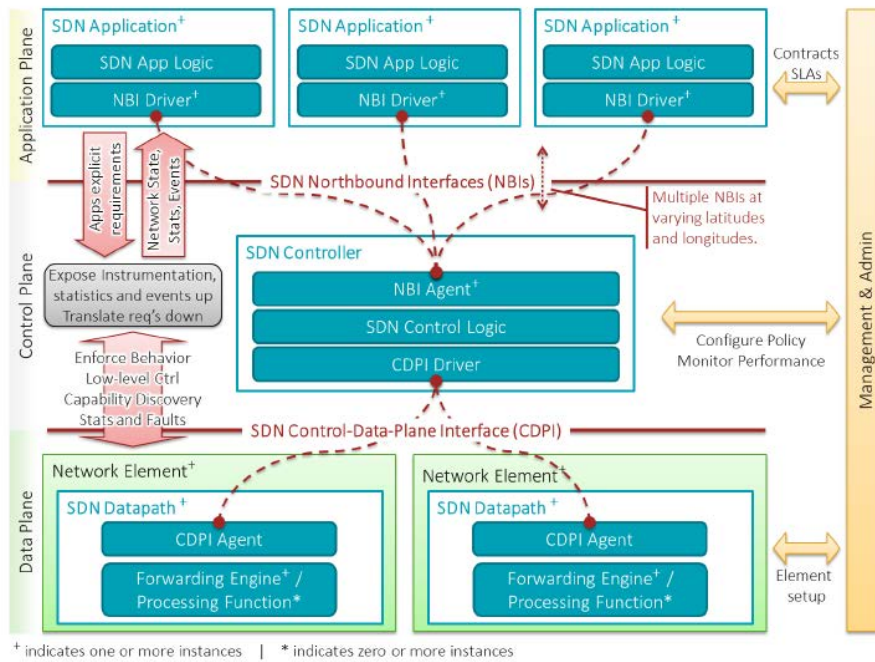 Application Plane
SDN Application+
SDN App Logic
NBI Driver+
SDN Application+
SDN App Logic
NBI Driver+
SDN Application+
SDN App Logic
NBI Driver+
Contracts
SLAs
Apps explicit
requirements
Network State,
Stats, Events
SDN Northbound Interfaces (NBIs)
Multiple NBIs at
varying latitudes
and longitudes.
Control Plane
Expose Instrumentation,
statistics and events up
Translate req's down
SDN Controller
NBI Agent+
SDN Control Logic
CDPI Driver
Configure Policy
Monitor Performance
Enforce Behavior
Low-level Ctrl
Capability Discovery
Stats and Faults
SDN Control-Data-Plane Interface (CDPI)
Data Plane
Network Element+
SDN Datapath +
CDPI Agent
Forwarding Engine+ /
Processing Function*
Network Element+
SDN Datapath +
CDPI Agent
Forwarding Engine+ /
Processing Function*
Element
setup
Management & Admin
+ indicates one or more instances | * indicates zero or more instances